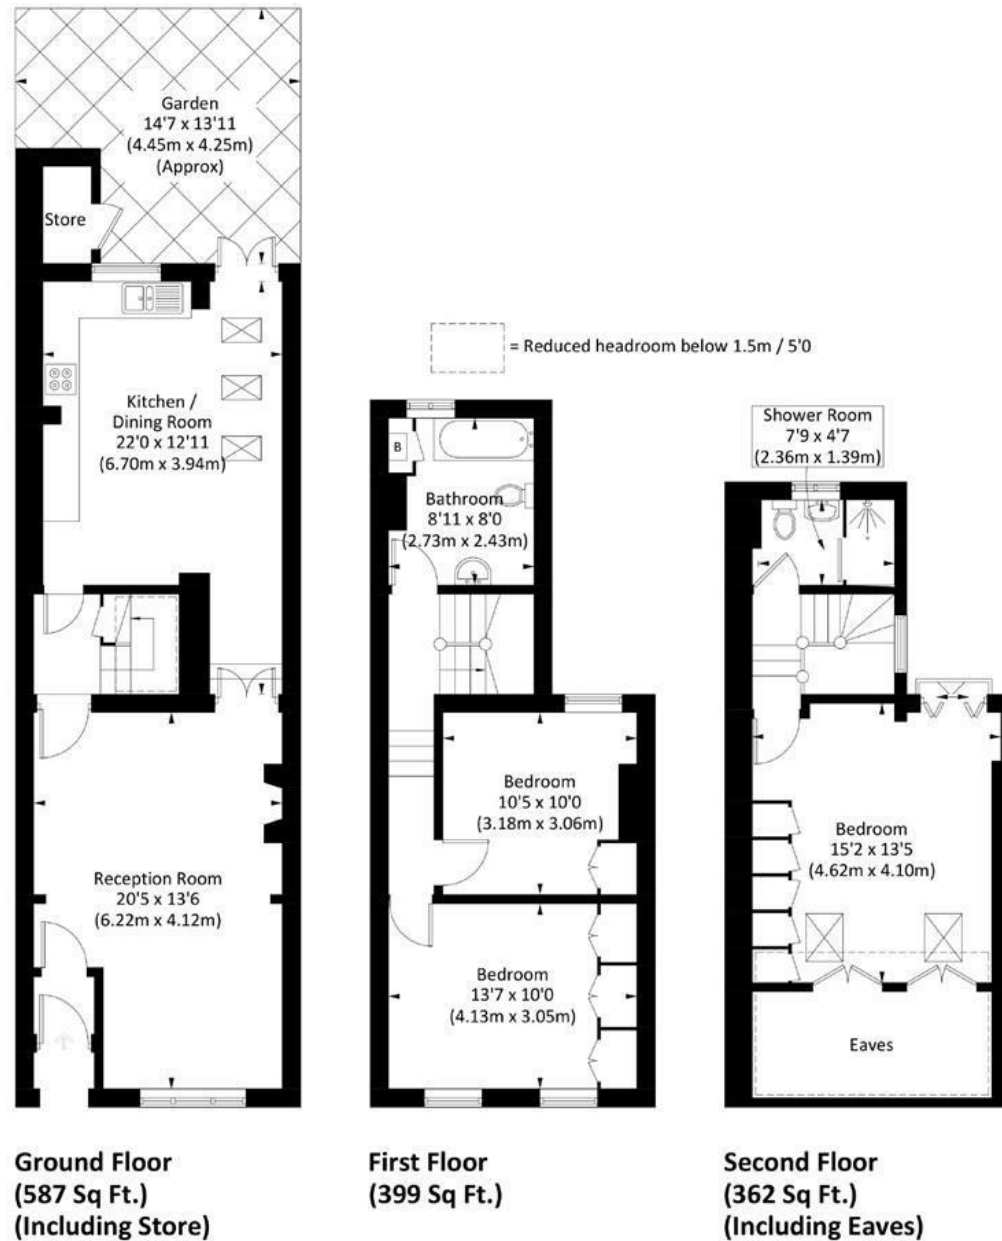 Garden
14'7 x 13'11
(4.45m x 4.25m)
(Approx)
Store
Kitchen /
Dining Room
22'0 x 12'11
(6.70m x 3.94m)
Reception Room
20'5 x 13'6
(6.22m x 4.12m)
= Reduced headroom below 1.5m / 5'0
B
Bathroom
8'11 x 8'0
(2.73m x 2.43m)
Bedroom
10'5 x 10'0
(3.18m x 3.06m)
Bedroom
13'7 x 10'0
(4.13m x 3.05m)
Shower Room
7'9 x 4'7
(2.36m x 1.39m)
Bedroom
15'2 x 13'5
(4.62m x 4.10m)
Eaves
Ground Floor
(587 Sq Ft.)
(Including Store)
First Floor
(399 Sq Ft.)
Second Floor
(362 Sq Ft.)
(Including Eaves)